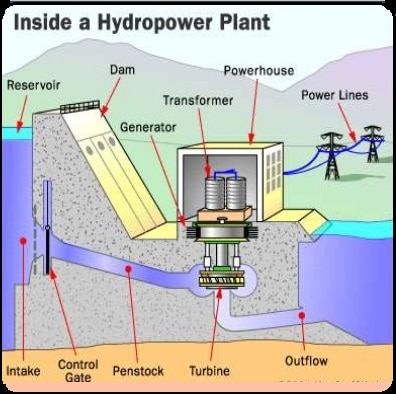 Inside a Hydropower Plant
Dam
Powerhouse
Reservoir
Transformer
Power Lines
Generator
Intake
Control
Gate
Penstock
Turbine
Outflow